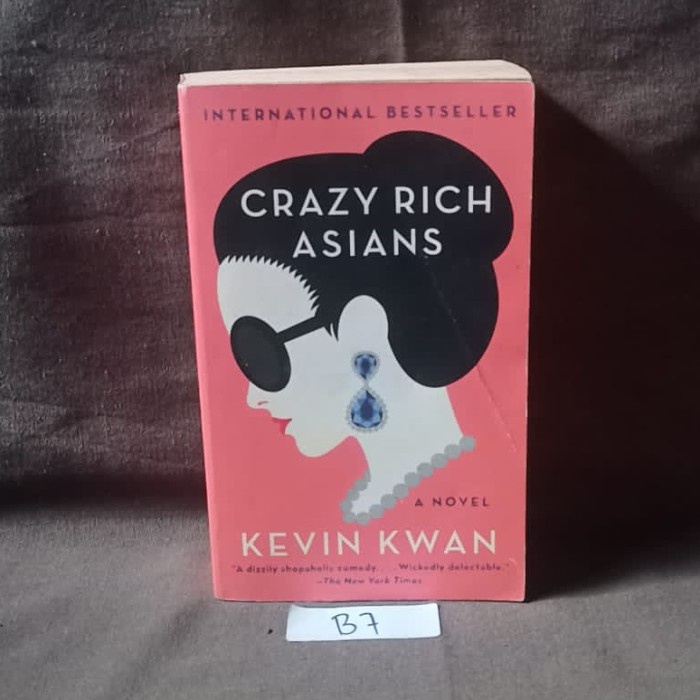 INTERNATIONAL BESTSELLER
CRAZY RICH
ASIANS
A NOVEL
KEVIN KWAN
"A dizzily shopaholic comedy. . . . Wickedly delectable."
—The New York Times
B7